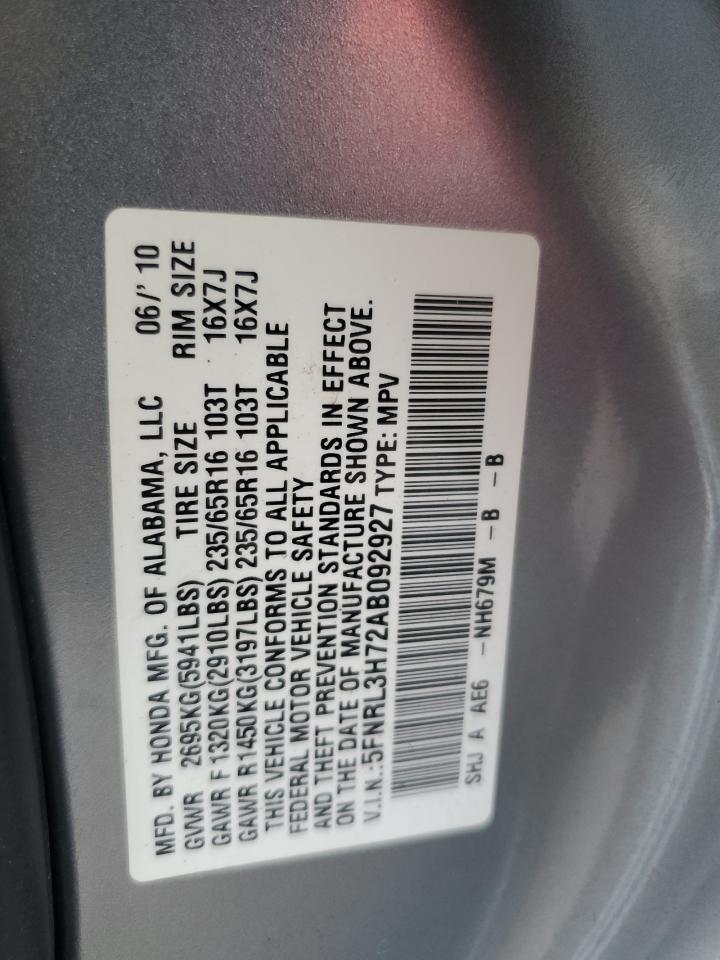 MFD. BY HONDA MFG. OF ALABAMA, LLC 06/' 10
GVWR 2695KG(5941LBS) TIRE SIZE RIM SIZE
GAWR F 1320KG(2910LBS) 235/65R16 103T 16X7J
GAWR R 1450KG(3197LBS) 235/65R16 103T 16X7J
THIS VEHICLE CONFORMS TO ALL APPLICABLE
FEDERAL MOTOR VEHICLE SAFETY
AND THEFT PREVENTION STANDARDS IN EFFECT
ON THE DATE OF MANUFACTURE SHOWN ABOVE.
V.I.N.:5FNRL3H72AB092927 TYPE: MPV
SHJ A AE6 -NH679M -B -B